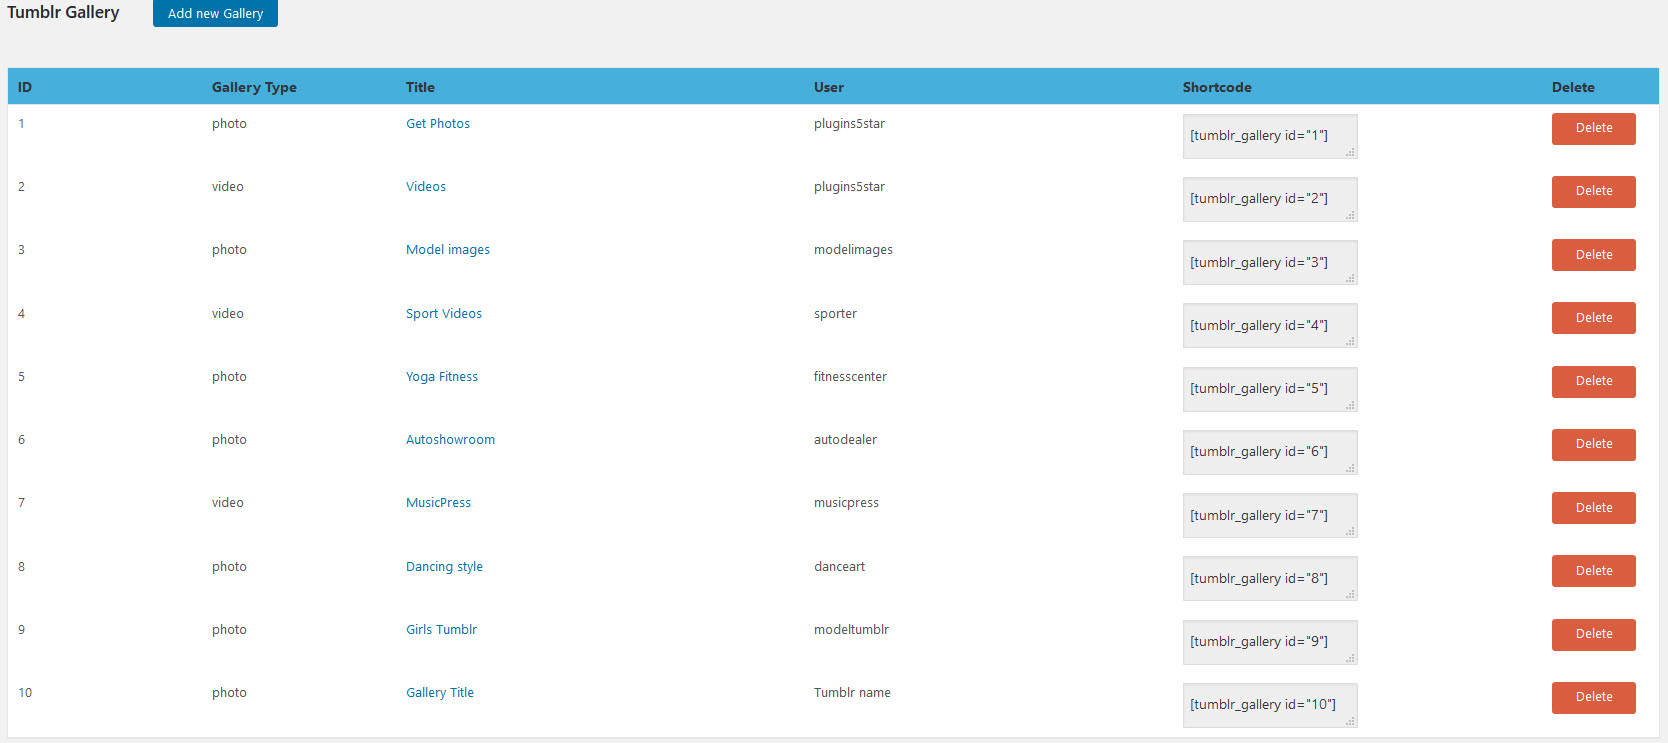 Tumblr Gallery Add new Gallery
ID Gallery Type Title User Shortcode Delete
1 photo Get Photos plugins5star [tumblr_gallery id="1"] Delete
2 video Videos plugins5star [tumblr_gallery id="2"] Delete
3 photo Model images modelimages [tumblr_gallery id="3"] Delete
4 video Sport Videos sporter [tumblr_gallery id="4"] Delete
5 photo Yoga Fitness fitnesscenter [tumblr_gallery id="5"] Delete
6 photo Autoshowroom autodealer [tumblr_gallery id="6"] Delete
7 video MusicPress musicpress [tumblr_gallery id="7"] Delete
8 photo Dancing style danceart [tumblr_gallery id="8"] Delete
9 photo Girls Tumblr modeltumblr [tumblr_gallery id="9"] Delete
10 photo Gallery Title Tumblr name [tumblr_gallery id="10"] Delete